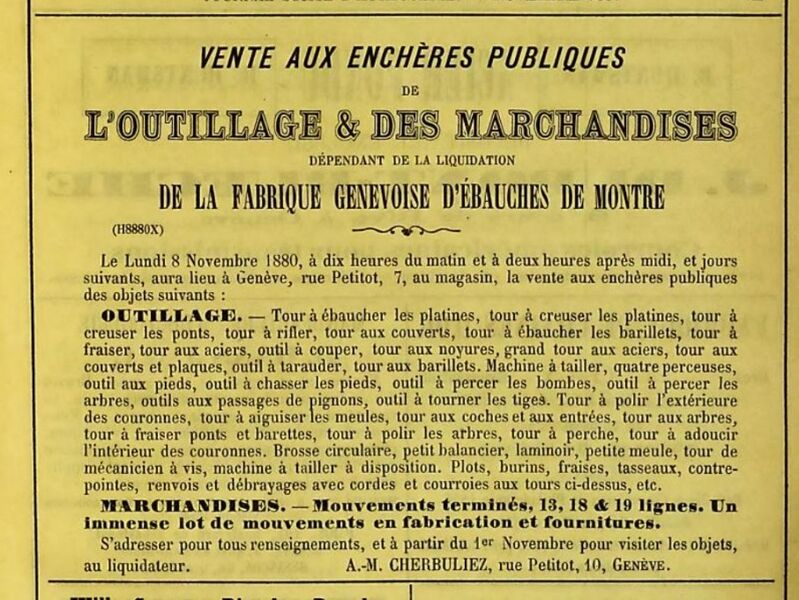 VENTE AUX ENCHÈRES PUBLIQUES
DE
L'OUTILLAGE & DES MARCHANDISES
DÉPENDANT DE LA LIQUIDATION
DE LA FABRIQUE GENEVOISE D'ÉBAUCHES DE MONTRE
(H8880X)
Le Lundi 8 Novembre 1880, à dix heures du matin et à deux heures après midi, et jours
suivants, aura lieu à Genève, rue Petitot, 7, au magasin, la vente aux enchères publiques
des objets suivants :
OUTILLAGE. — Tour à ébaucher les platines, tour à creuser les platines, tour à
creuser les ponts, tour à rifler, tour aux couverts, tour à ébaucher les barillets, tour à
fraiser, tour aux aciers, outil à couper, tour aux noyures, grand tour aux aciers, tour aux
couverts et plaques, outil à tarauder, tour aux barillets. Machine à tailler, quatre perceuses,
outil aux pieds, outil à chasser les pieds, outil à percer les bombes, outil à percer les
arbres, outils aux passages de pignons, outil à tourner les tiges. Tour à polir l'extérieure
des couronnes, tour à aiguiser les meules, tour aux coches et aux entrées, tour aux arbres,
tour à fraiser ponts et barettes, tour à polir les arbres, tour à perche, tour à adoucir
l'intérieur des couronnes. Brosse circulaire, petit balancier, laminoir, petite meule, tour de
mécanicien à vis, machine à tailler à disposition. Plots, burins, fraises, tasseaux, contre-
pointes, renvois et débrayages avec cordes et courroies aux tours ci-dessus, etc.
MARCHANDISES. — Mouvements terminés, 13, 18 & 19 lignes. Un
immense lot de mouvements en fabrication et fournitures.
S'adresser pour tous renseignements, et à partir du 1er Novembre pour visiter les objets,
au liquidateur. A.-M. CHERBULIEZ, rue Petitot, 10, GENÈVE.